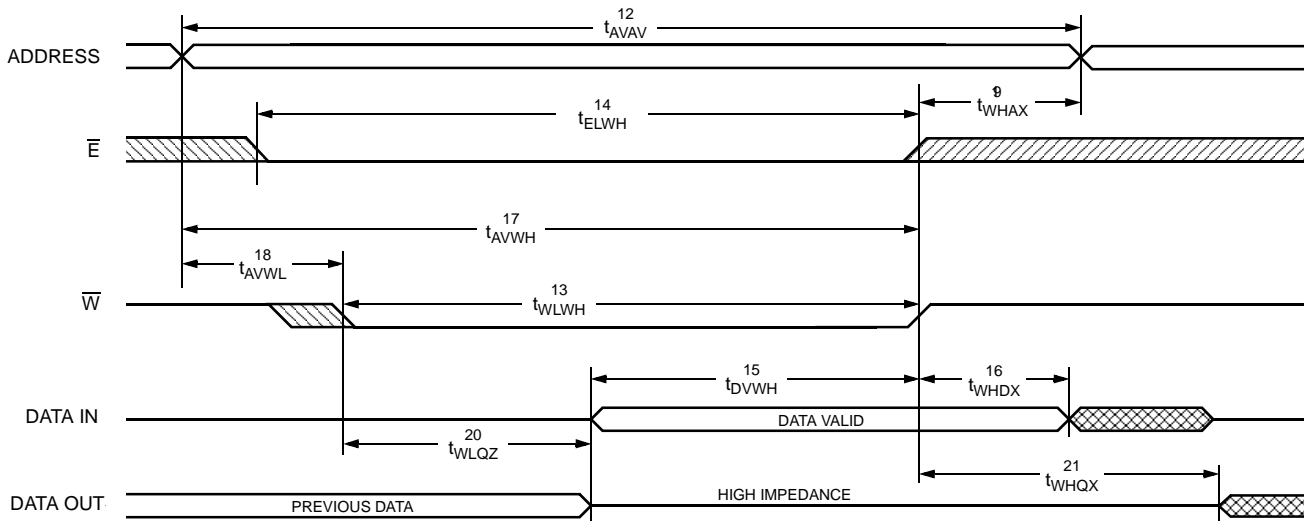 12
tAVAV
ADDRESS
14
tELWH
tWHAX
E
17
tAVWH
18
tAVWL
W
13
tWLWH
15
tDVWH
16
tWHDX
DATA IN
DATA VALID
20
tWLQZ
21
tWHQX
DATA OUT
PREVIOUS DATA
HIGH IMPEDANCE